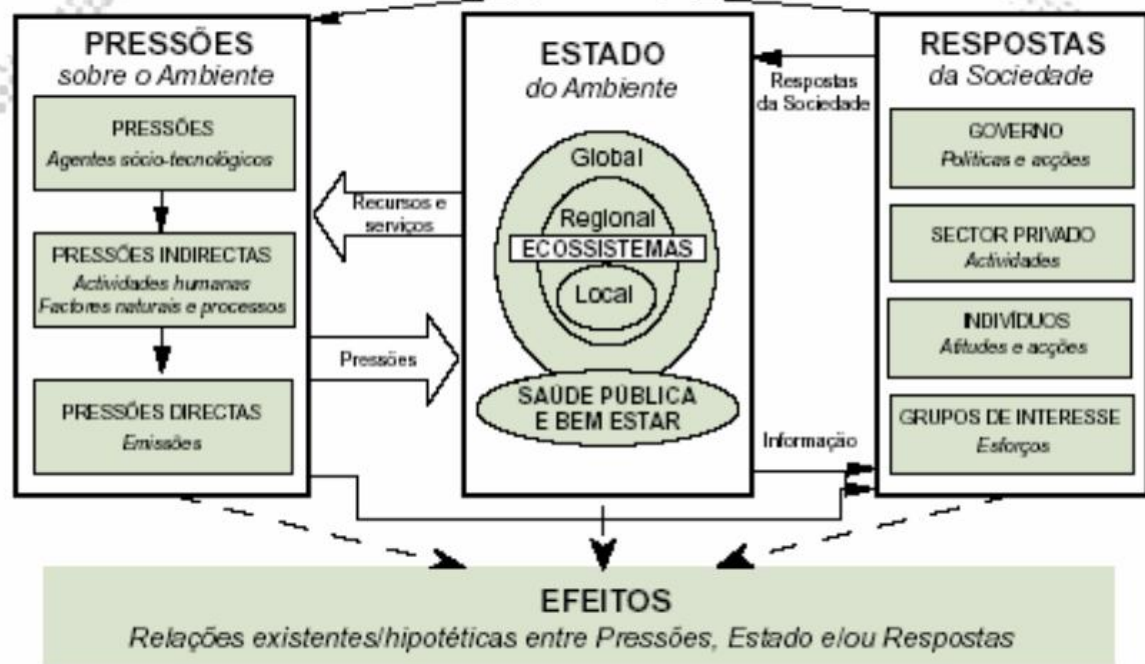 PRESSÕES
sobre o Ambiente
PRESSÕES
Agentes sócio-tecnológicos
PRESSÕES INDIRECTAS
Actividades humanas
Factores naturais e processos
PRESSÕES DIRECTAS
Emissões
Recursos e
serviços
Pressões
ESTADO
do Ambiente
Global
Regional
ECOSSISTEMAS
Local
SAÚDE PÚBLICA
E BEM ESTAR
Respostas
da Sociedade
Informação
RESPOSTAS
da Sociedade
GOVERNO
Políticas e acções
SECTOR PRIVADO
Actividades
INDIVÍDUOS
Atitudes e acções
GRUPOS DE INTERESSE
Esforços
EFEITOS
Relações existentes/hipotéticas entre Pressões, Estado e/ou Respostas